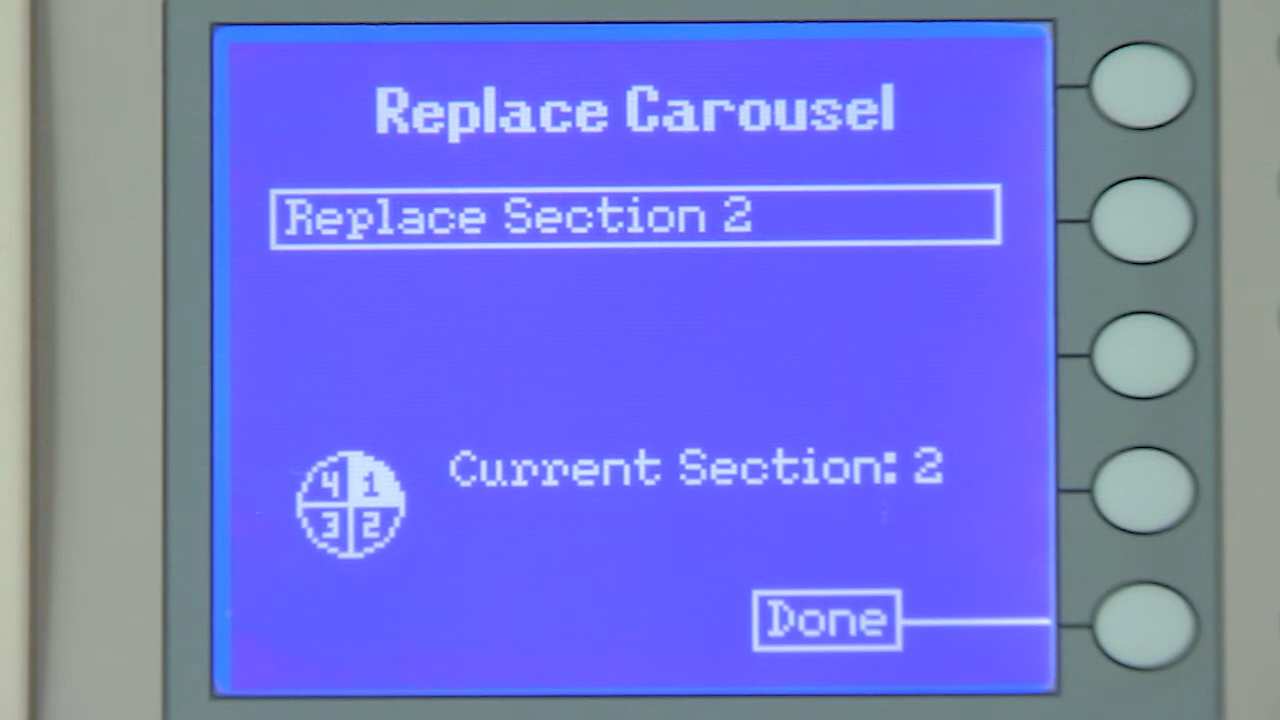 Replace Carousel
Replace Section 2
Current Section: 2
4 1
3 2
Done